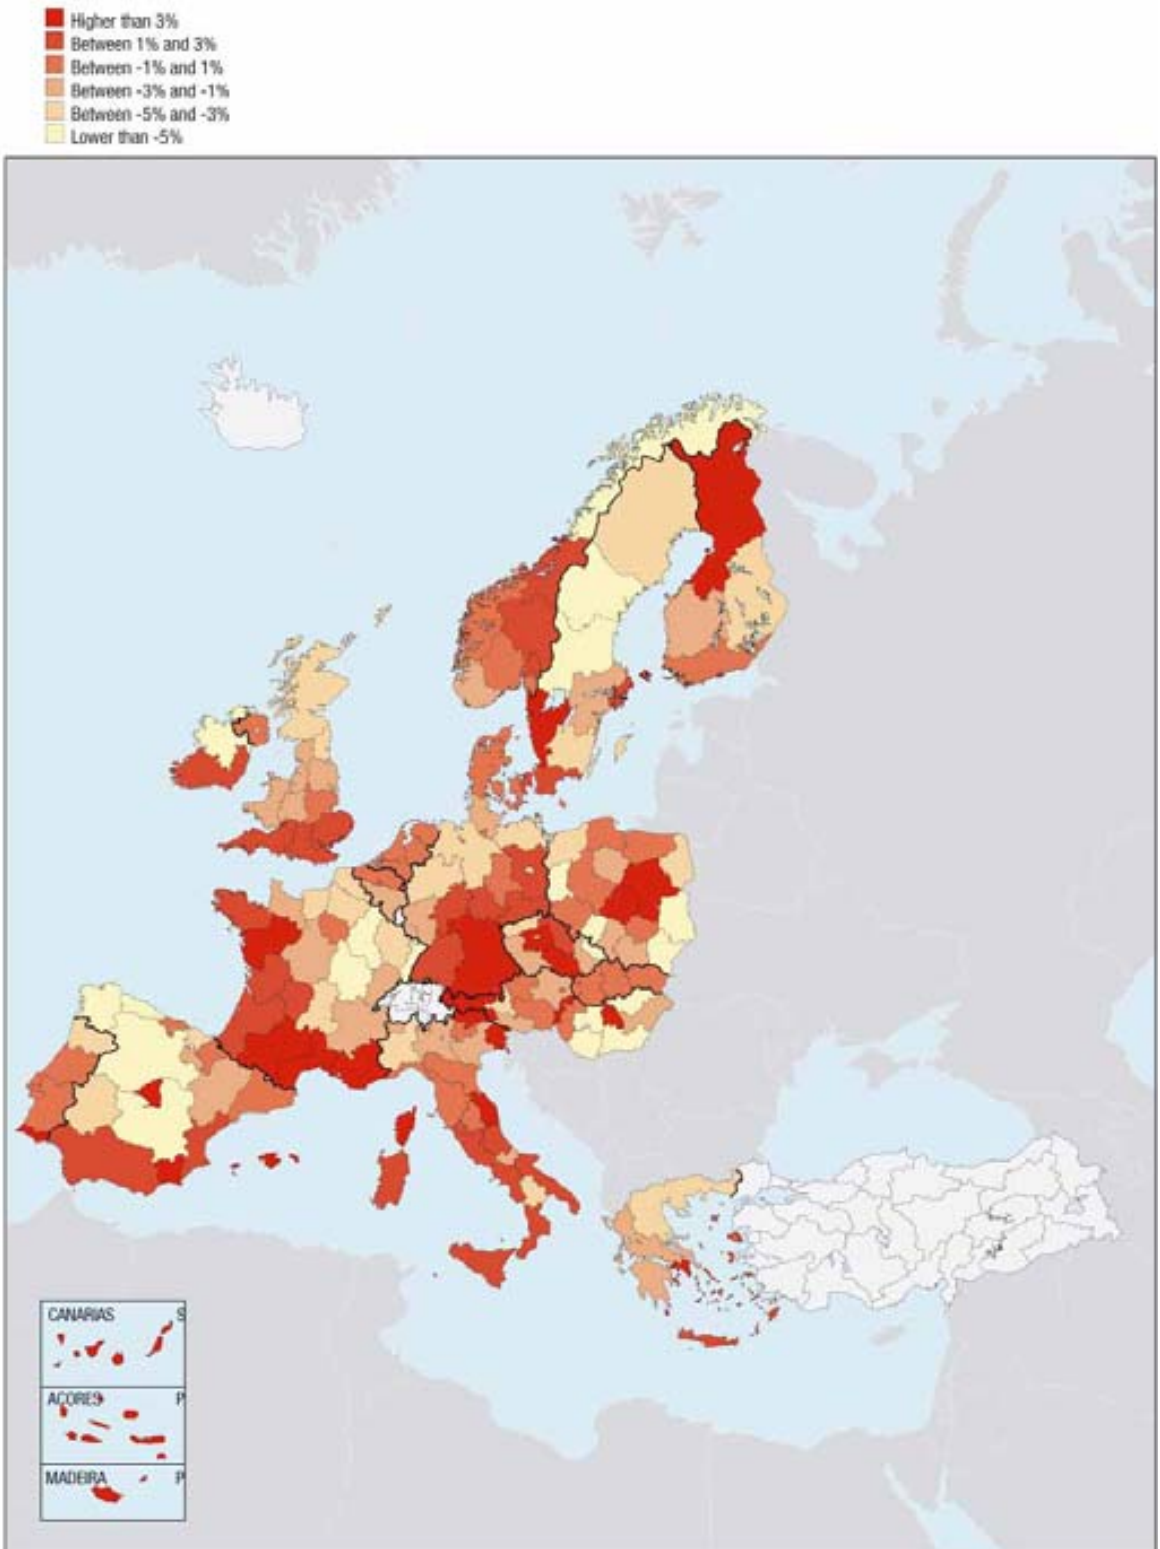 Higher than 3%
Between 1% and 3%
Between -1% and 1%
Between -3% and -1%
Between -5% and -3%
Lower than -5%
CANARIAS S
AÇORES P
MADEIRA P